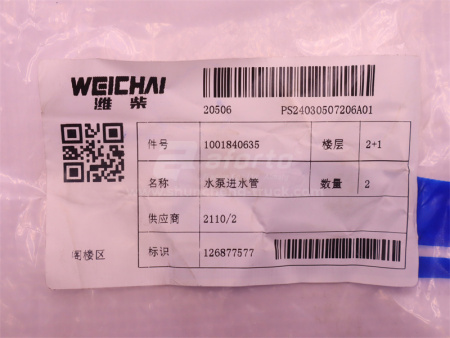 WEICHAI
潍柴
20506 PS24030507206A01
件号 1001840635 楼层 2+1
名称 水泵进水管 数量 2
供应商 2110/2
阁楼区 标识 126877577